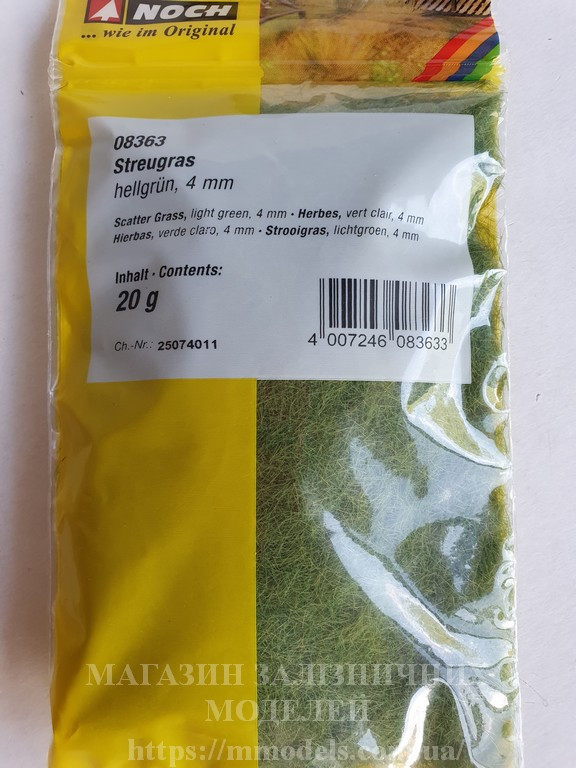 NOCH
... wie im Original
08363
Streugras
hellgrün, 4 mm
Scatter Grass, light green, 4 mm · Herbes, vert clair, 4 mm
Hierbas, verde claro, 4 mm · Strooigras, lichtgroen, 4 mm
Inhalt · Contents:
20 g
4 007246 083633
Ch.-Nr.: 25074011
МАГАЗИН ЗАЛІЗНИЧНИХ
МОДЕЛЕЙ
https://mmodels.com.ua/